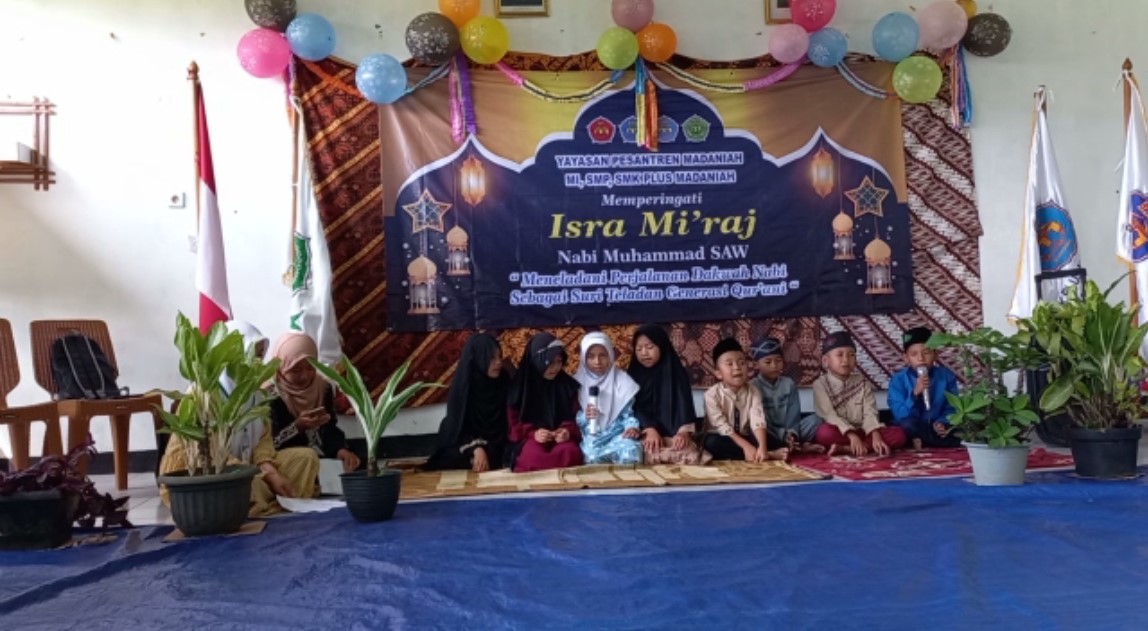 YAYASAN PESANTREN MADANIAH
MI, SMP, SMK PLUS MADANIAH
Memperingati
Isra Mi'raj
Nabi Muhammad SAW
“ Meneladani Perjalanan Dakwah Nabi
Sebagai Suri Teladan Generasi Qur'ani “